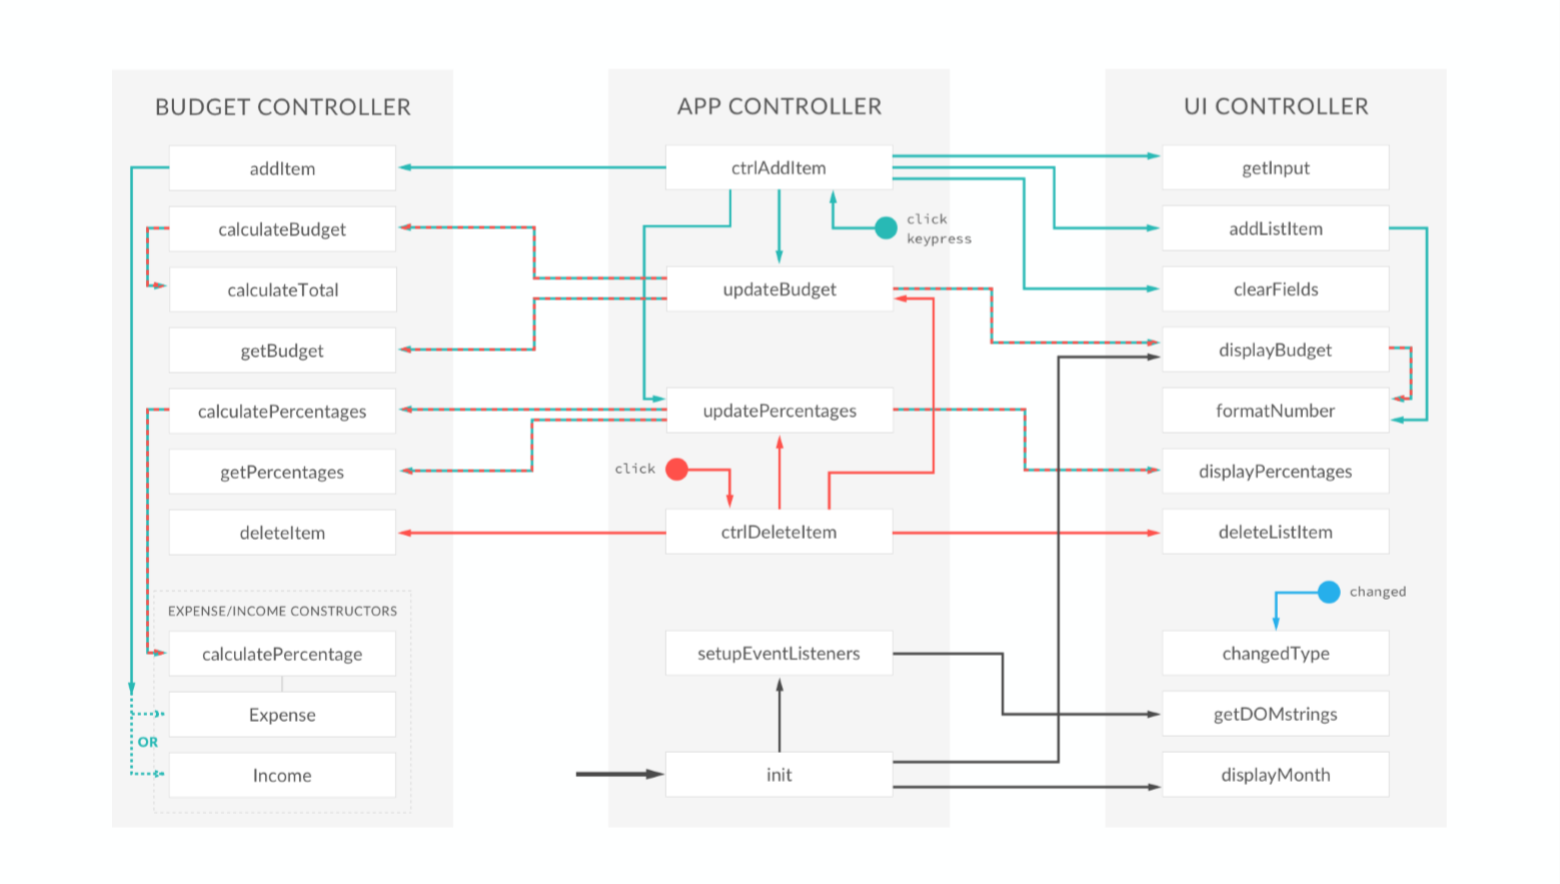 BUDGET CONTROLLER
addItem
calculateBudget
calculateTotal
getBudget
calculatePercentages
getPercentages
deleteItem
EXPENSE/INCOME CONSTRUCTORS
calculatePercentage
Expense
OR
Income
APP CONTROLLER
ctrlAddItem
click
keypress
updateBudget
updatePercentages
click
ctrlDeleteItem
setupEventListeners
init
UI CONTROLLER
getInput
addListItem
clearFields
displayBudget
formatNumber
displayPercentages
deleteListItem
changed
changedType
getDOMstrings
displayMonth